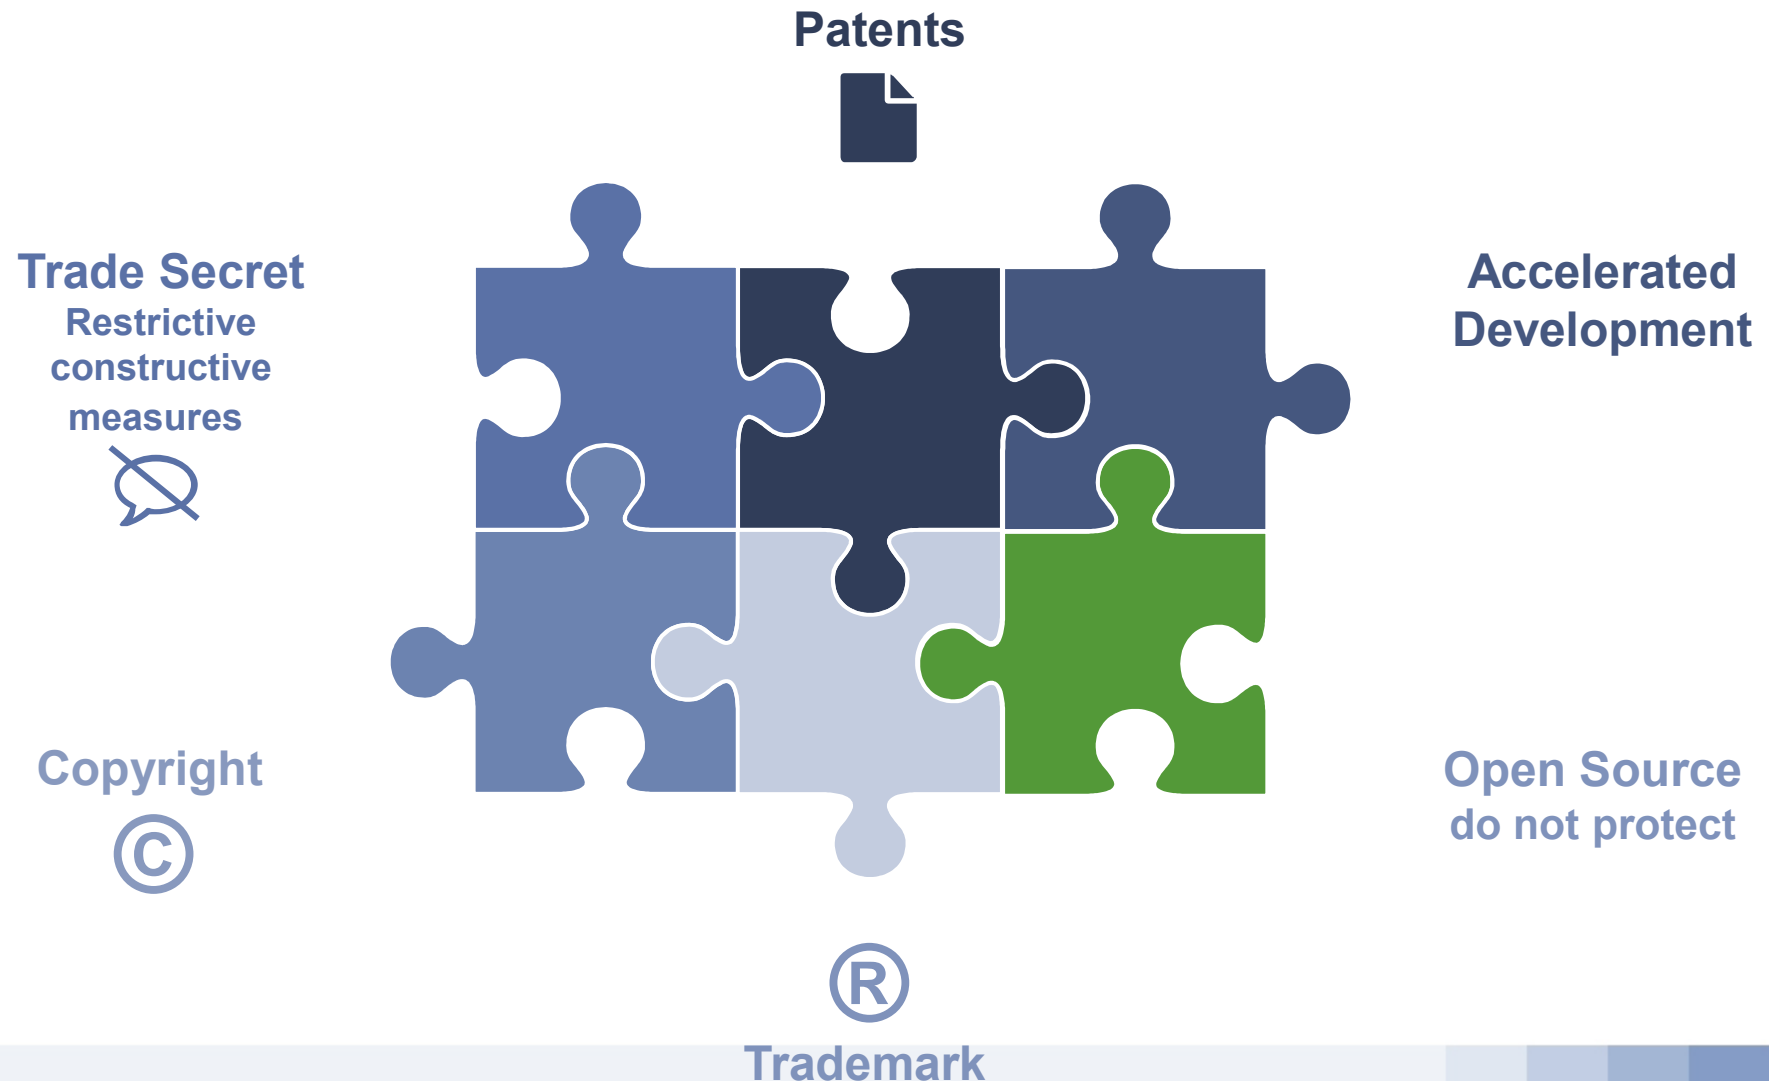 Patents
Trade Secret
Restrictive
constructive
measures
Accelerated
Development
Copyright
©
Open Source
do not protect
®
Trademark